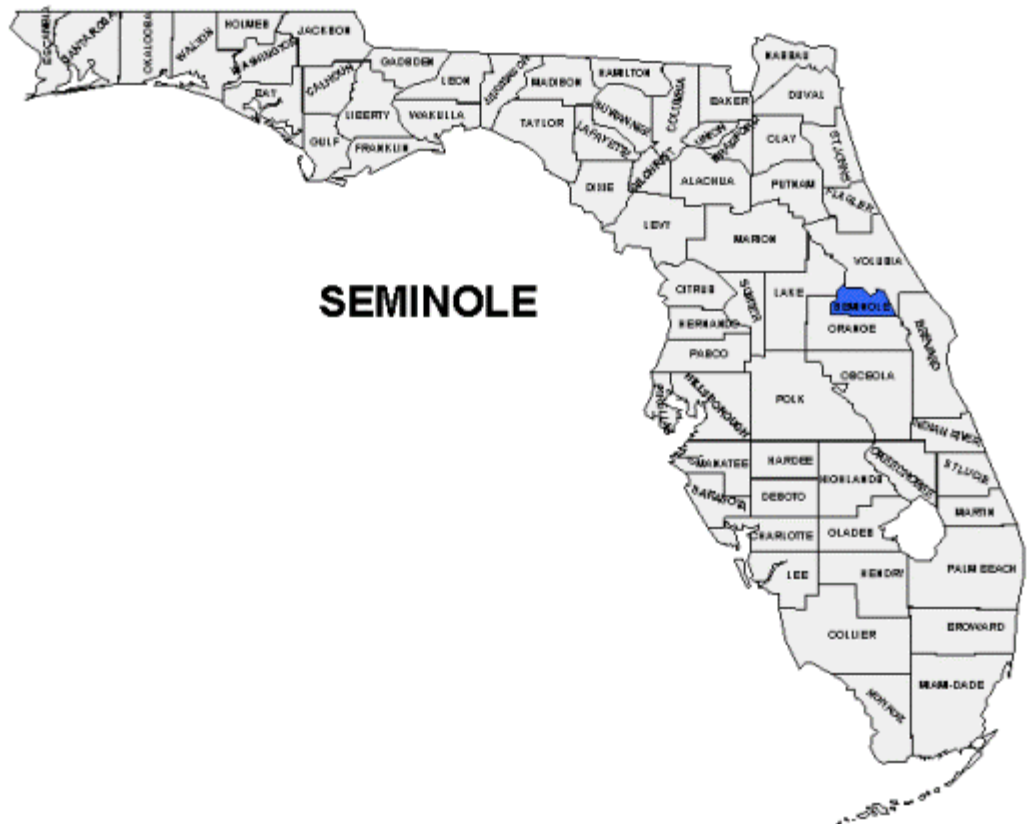 ESCAMBIA
SANTAROSA
OKALOOSA
WALTON
HOLMES
WASHINGTON
JACKSON
BAY
CALHOUN
GULF
LIBERTY
GADSDEN
FRANKLIN
LEON
WAKULLA
JEFFERSON
MADISON
TAYLOR
HAMILTON
SUWANNEE
LAFAYETTE
DIXIE
COLUMBIA
GILCHRIST
BAKER
UNION
BRADFORD
ALACHUA
NASSAU
DUVAL
CLAY
ST JOHNS
PUTNAM
FLAGLER
LEVY
MARION
VOLUSIA
CITRUS
SUMTER
LAKE
SEMINOLE
SEMINOLE
HERNANDO
ORANGE
BREVARD
PASCO
OSCEOLA
PINELLAS
HILLSBOROUGH
POLK
INDIAN RIVER
MANATEE
HARDEE
HIGHLANDS
OKEECHOBEE
ST LUCIE
SARASOTA
DESOTO
MARTIN
CHARLOTTE
GLADES
LEE
HENDRY
PALM BEACH
COLLIER
BROWARD
MONROE
MIAMI-DADE